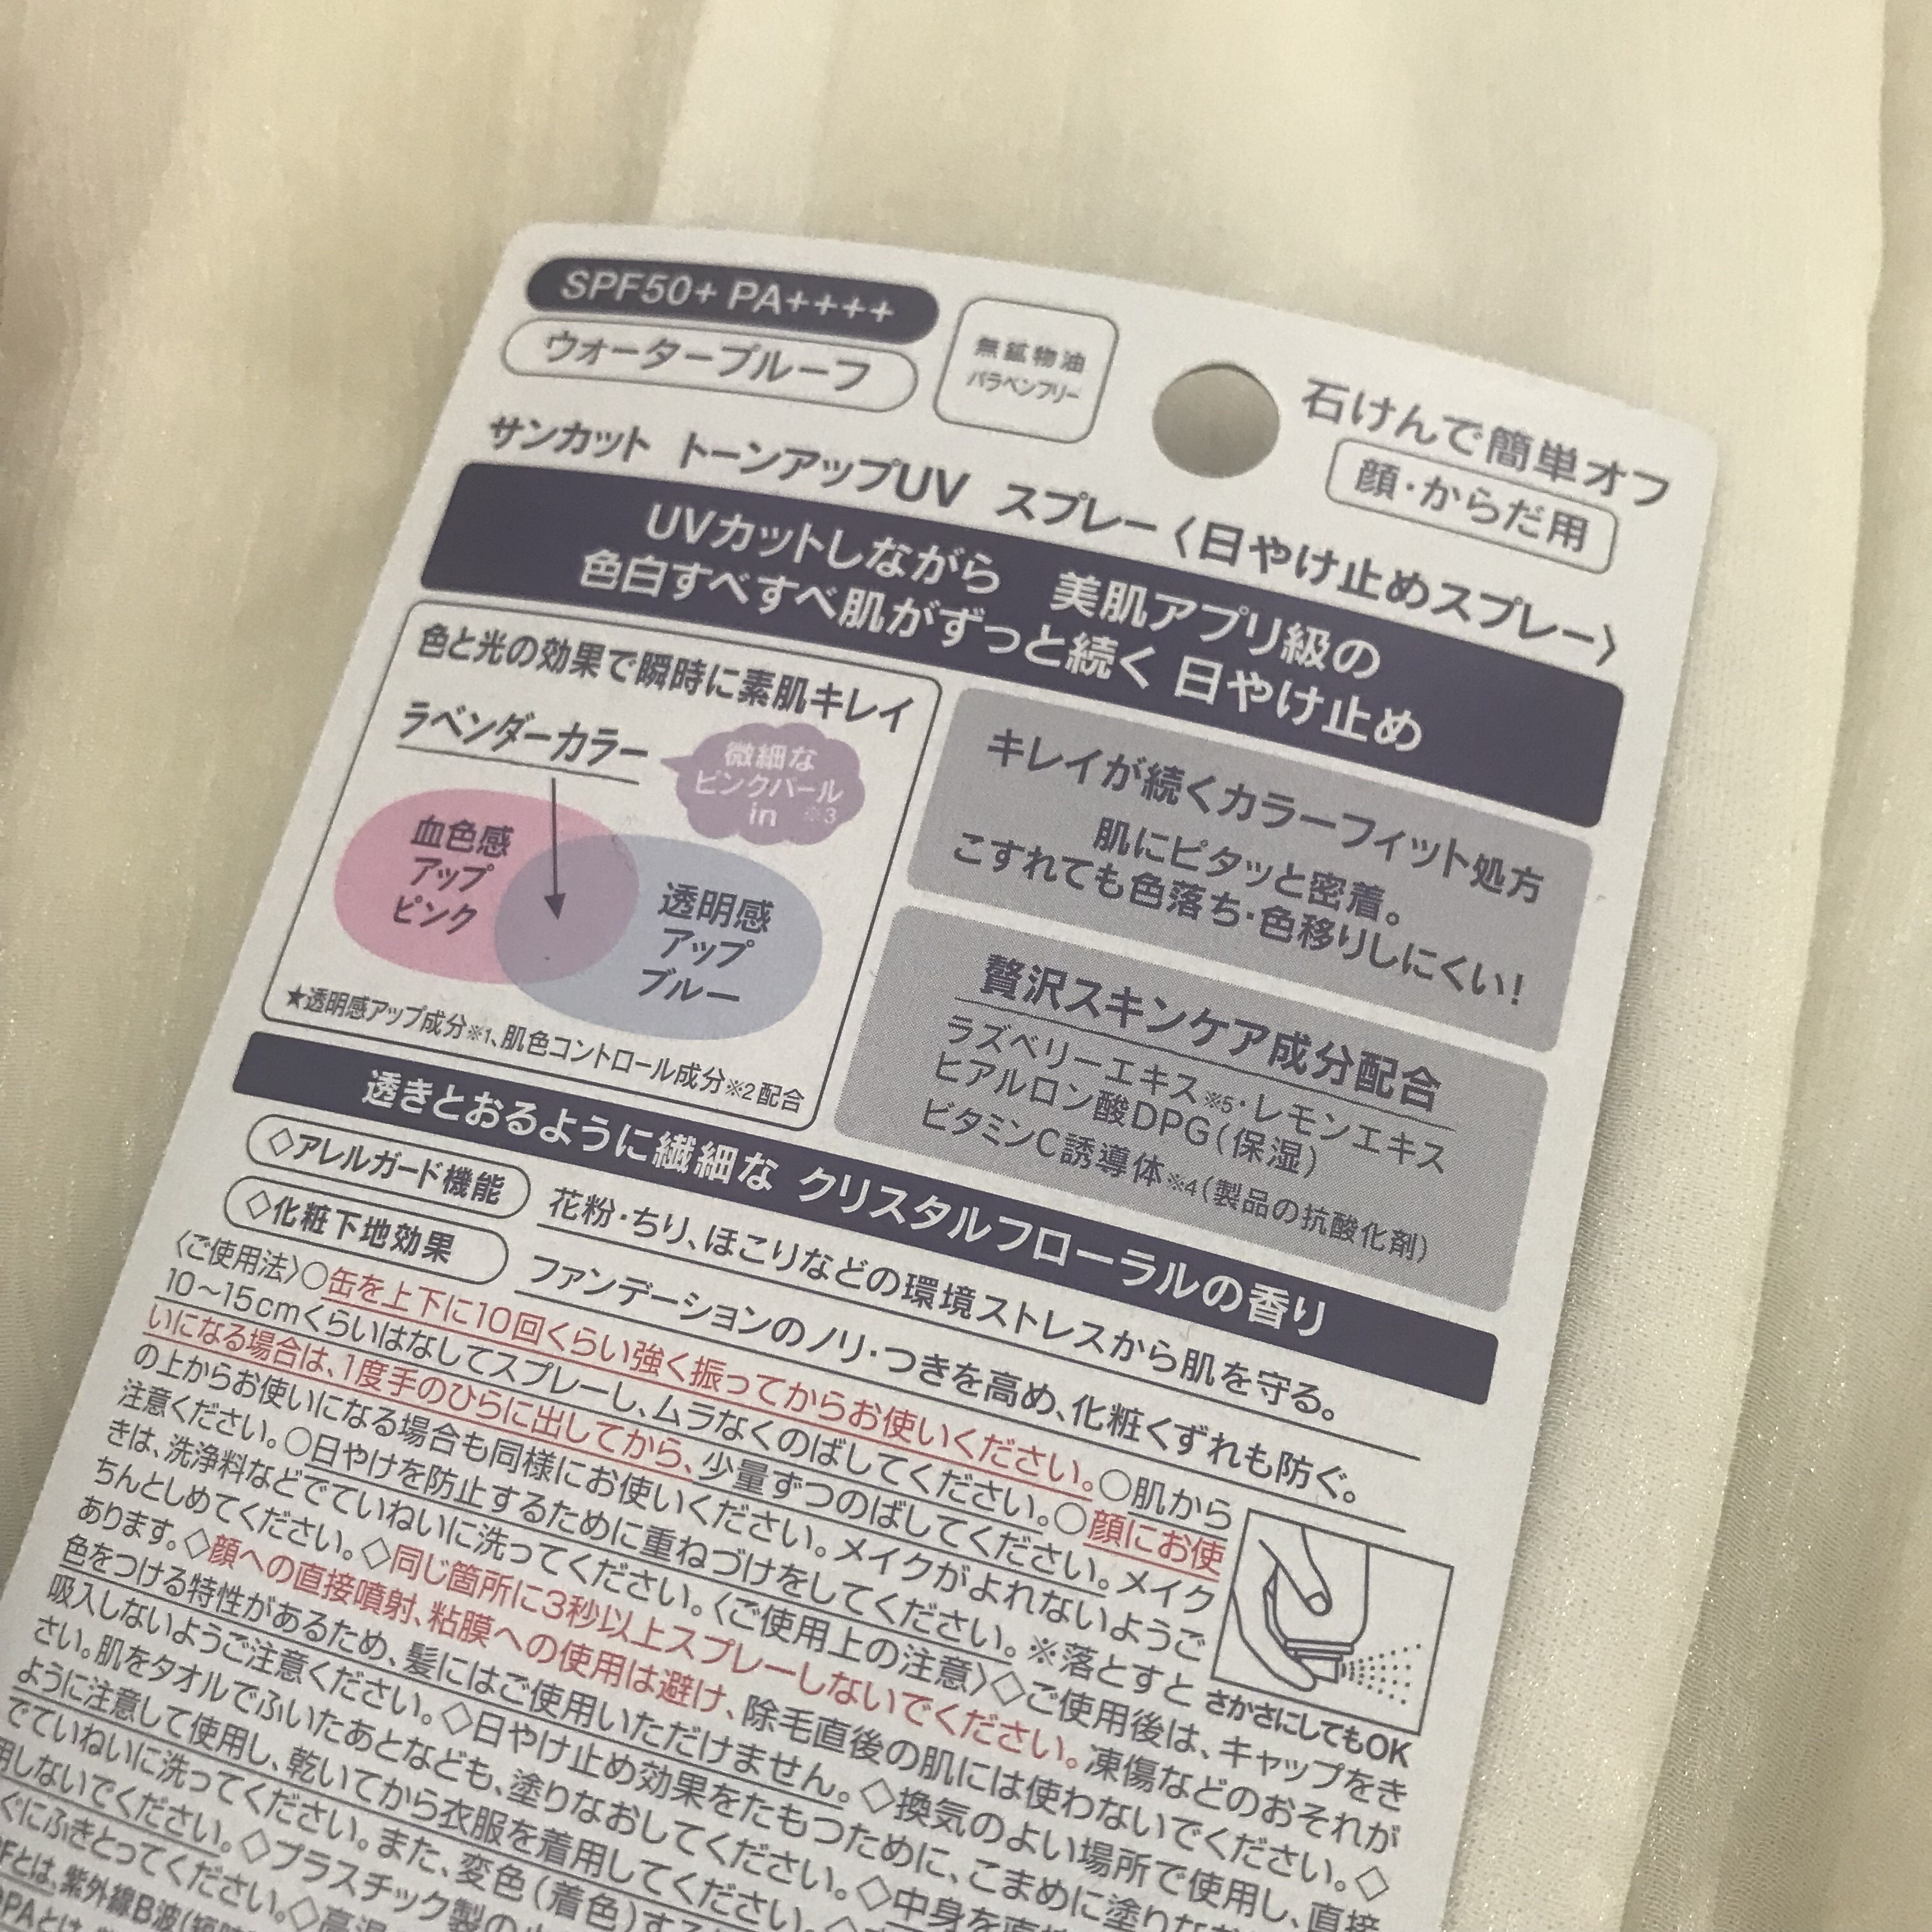 SPF50+ PA++++
ウォータープルーフ
無鉱物油
パラベンフリー
石けんで簡単オフ
顔・からだ用
サンカット トーンアップUV スプレー〈日やけ止めスプレー〉
UVカットしながら 美肌アプリ級の
色白すべすべ肌がずっと続く 日やけ止め
色と光の効果で瞬時に素肌キレイ
ラベンダーカラー
微細な
ピンクパール
in ※3
血色感
アップ
ピンク
透明感
アップ
ブルー
★透明感アップ成分※1、肌色コントロール成分※2配合
キレイが続くカラーフィット処方
肌にピタッと密着。
こすれても色落ち・色移りしにくい!
贅沢スキンケア成分配合
ラズベリーエキス※5・レモンエキス
ヒアルロン酸DPG(保湿)
ビタミンC誘導体※4(製品の抗酸化剤)
透きとおるように繊細な クリスタルフローラルの香り
◇アレルガード機能
花粉・ちり、ほこりなどの環境ストレスから肌を守る。
◇化粧下地効果
ファンデーションのノリ・つきを高め、化粧くずれも防ぐ。
〈ご使用法〉○缶を上下に10回くらい強く振ってからお使いください。○肌から
10～15cmくらいはなしてスプレーし、ムラなくのばしてください。○顔にお使
いになる場合は、1度手のひらに出してから、少量ずつのばしてください。メイク
の上からお使いになる場合も同様にお使いください。メイクがよれないようご
注意ください。○日やけを防止するために重ねづけをしてください。※落とすと
きは、洗浄料などでていねいに洗ってください。〈ご使用上の注意〉◇ご使用後は、キャップをき
ちんとしめてください。◇同じ箇所に3秒以上スプレーしないでください。凍傷などのおそれが
あります。◇顔への直接噴射、粘膜への使用は避け、除毛直後の肌には使わないでください。◇
色をつける特性があるため、髪にはご使用いただけません。◇換気のよい場所で使用し、直接
吸入しないようご注意ください。◇日やけ止め効果をたもつために、こまめに塗りなお
さい。肌をタオルでふいたあとなども、塗りなおしてください。◇中身を直接
ように注意して使用し、乾いてから衣服を着用してください。
でていねいに洗ってください。また、変色(着色)する
用しないでください。◇プラスチック製の
ぐにふきとってください。◇高温
Fとは、紫外線B波
PAとは、
さかさにしてもOK